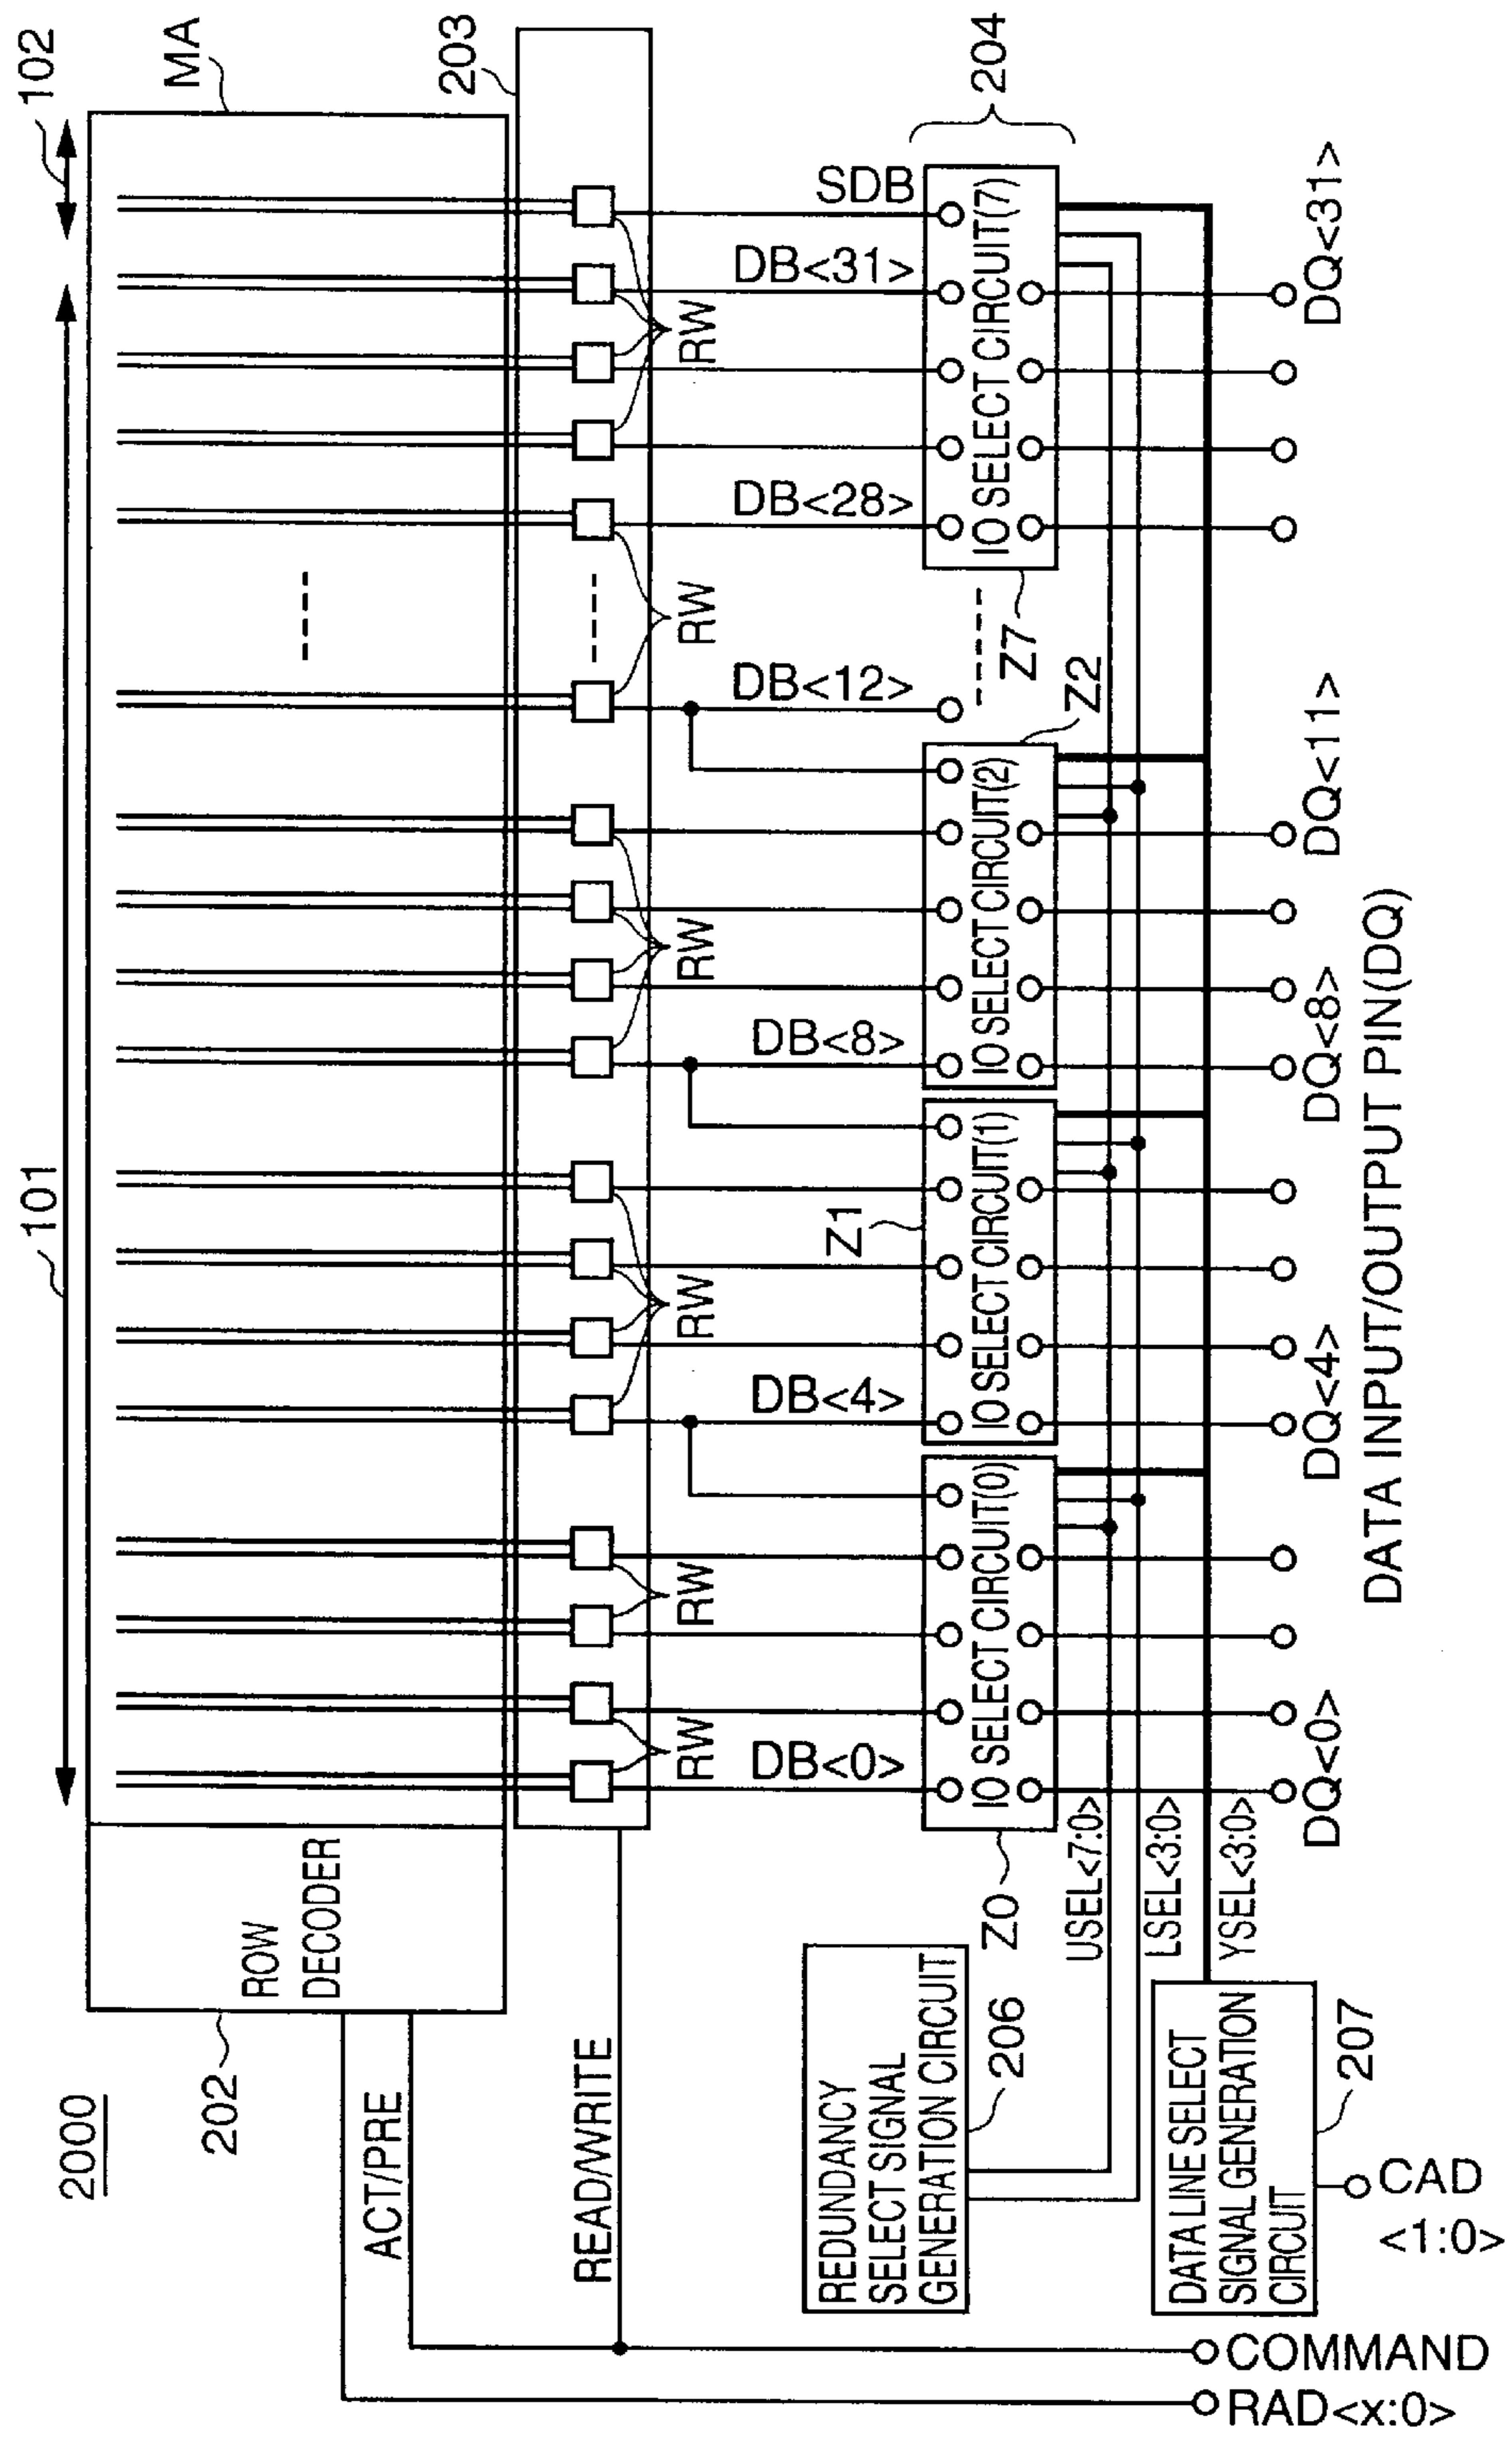 2000
101
102
MA
202
ROW
DECODER
203
ACT/PRE
READ/WRITE
RW
RW
RW
RW
RW
RW
DB<0>
DB<4>
DB<8>
DB<12>
DB<28>
DB<31>
SDB
204
Z0
Z1
Z2
Z7
IO SELECT CIRCUIT(0)
IO SELECT CIRCUIT(1)
IO SELECT CIRCUIT(2)
IO SELECT CIRCUIT(7)
REDUNDANCY
SELECT SIGNAL
GENERATION CIRCUIT
206
USEL<7:0>
LSEL<3:0>
YSEL<3:0>
DATA LINE SELECT
SIGNAL GENERATION
CIRCUIT
207
CAD
<1:0>
COMMAND
RAD<x:0>
DQ<0>
DQ<4>
DQ<8>
DQ<11>
DQ<31>
DATA INPUT/OUTPUT PIN(DQ)